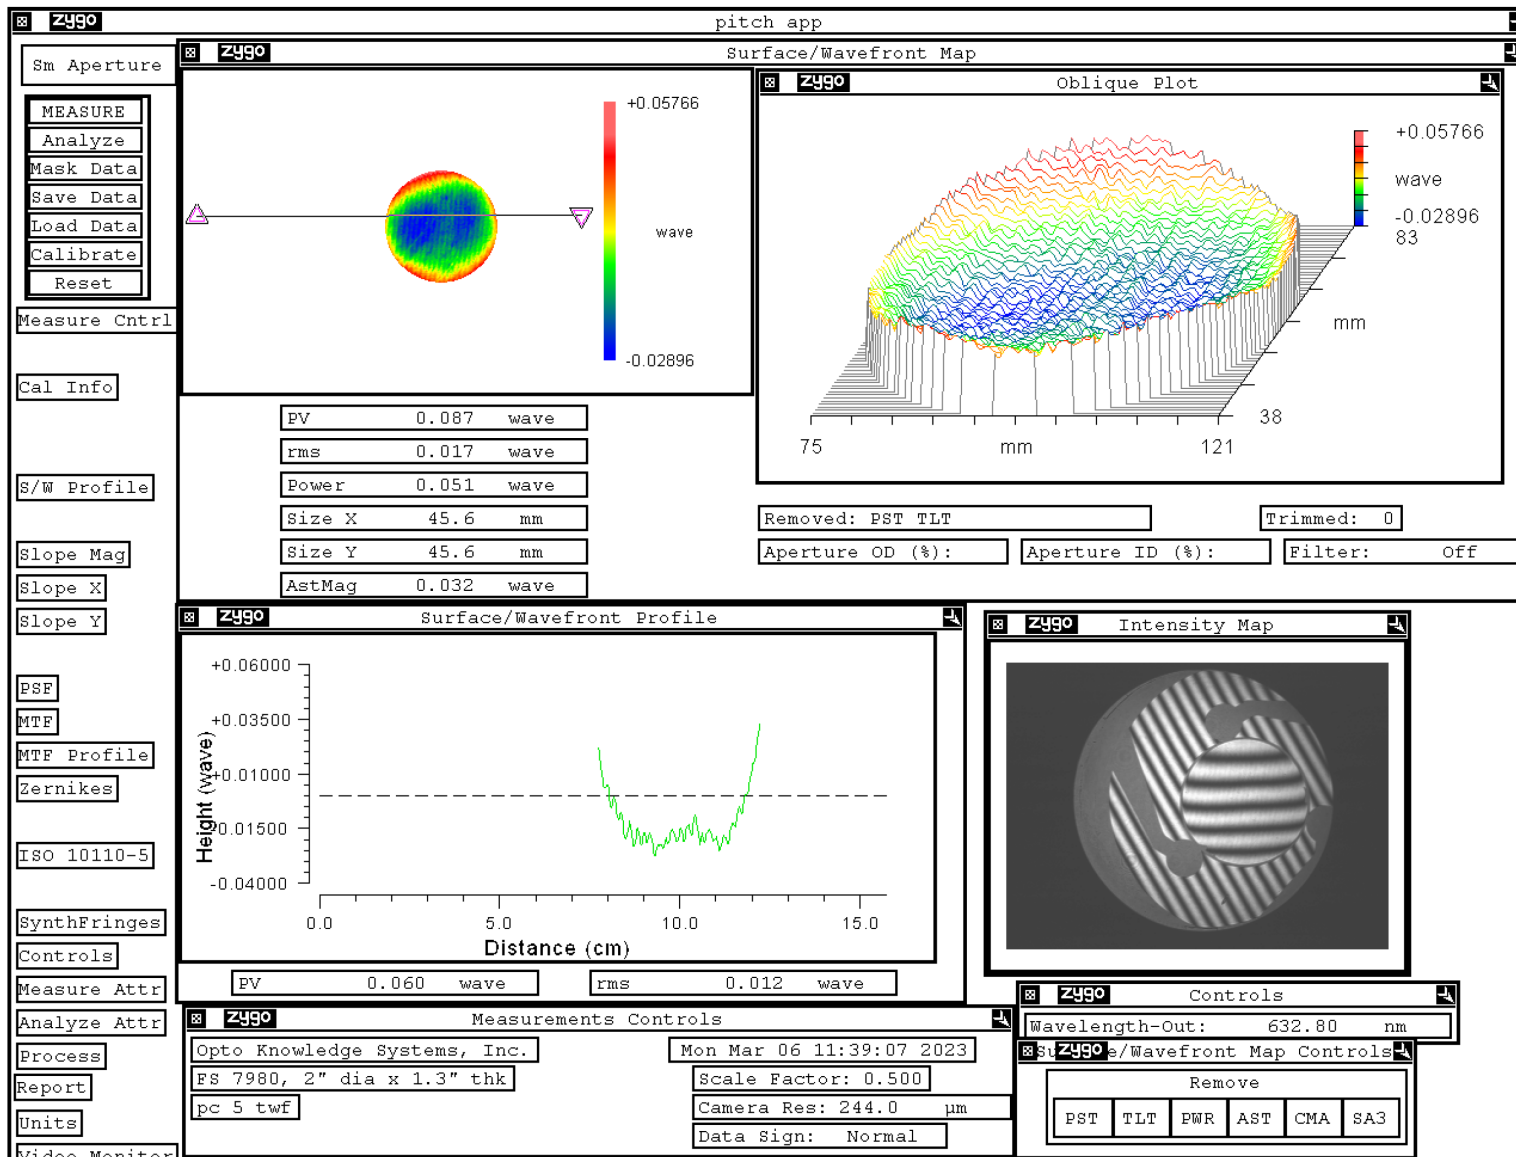 zygo pitch app
Sm Aperture
MEASURE
Analyze
Mask Data
Save Data
Load Data
Calibrate
Reset
Measure Cntrl
Cal Info
S/W Profile
Slope Mag
Slope X
Slope Y
PSF
MTF
MTF Profile
Zernikes
ISO 10110-5
SynthFringes
Controls
Measure Attr
Analyze Attr
Process
Report
Units
Video Monitor
zygo Surface/Wavefront Map
+0.05766
wave
-0.02896
PV 0.087 wave
rms 0.017 wave
Power 0.051 wave
Size X 45.6 mm
Size Y 45.6 mm
AstMag 0.032 wave
zygo Oblique Plot
+0.05766
wave
-0.02896
83
mm
38
75 mm 121
Removed: PST TLT
Trimmed: 0
Aperture OD (%):
Aperture ID (%):
Filter: Off
zygo Surface/Wavefront Profile
+0.06000
+0.03500
+0.01000
0.01500
-0.04000
Height (wave)
0.0 5.0 10.0 15.0
Distance (cm)
PV 0.060 wave
rms 0.012 wave
zygo Intensity Map
zygo Measurements Controls
Opto Knowledge Systems, Inc.
Mon Mar 06 11:39:07 2023
FS 7980, 2" dia x 1.3" thk
Scale Factor: 0.500
pc 5 twf
Camera Res: 244.0 µm
Data Sign: Normal
zygo Controls
Wavelength-Out: 632.80 nm
zygo e/Wavefront Map Controls
Remove
PST TLT PWR AST CMA SA3